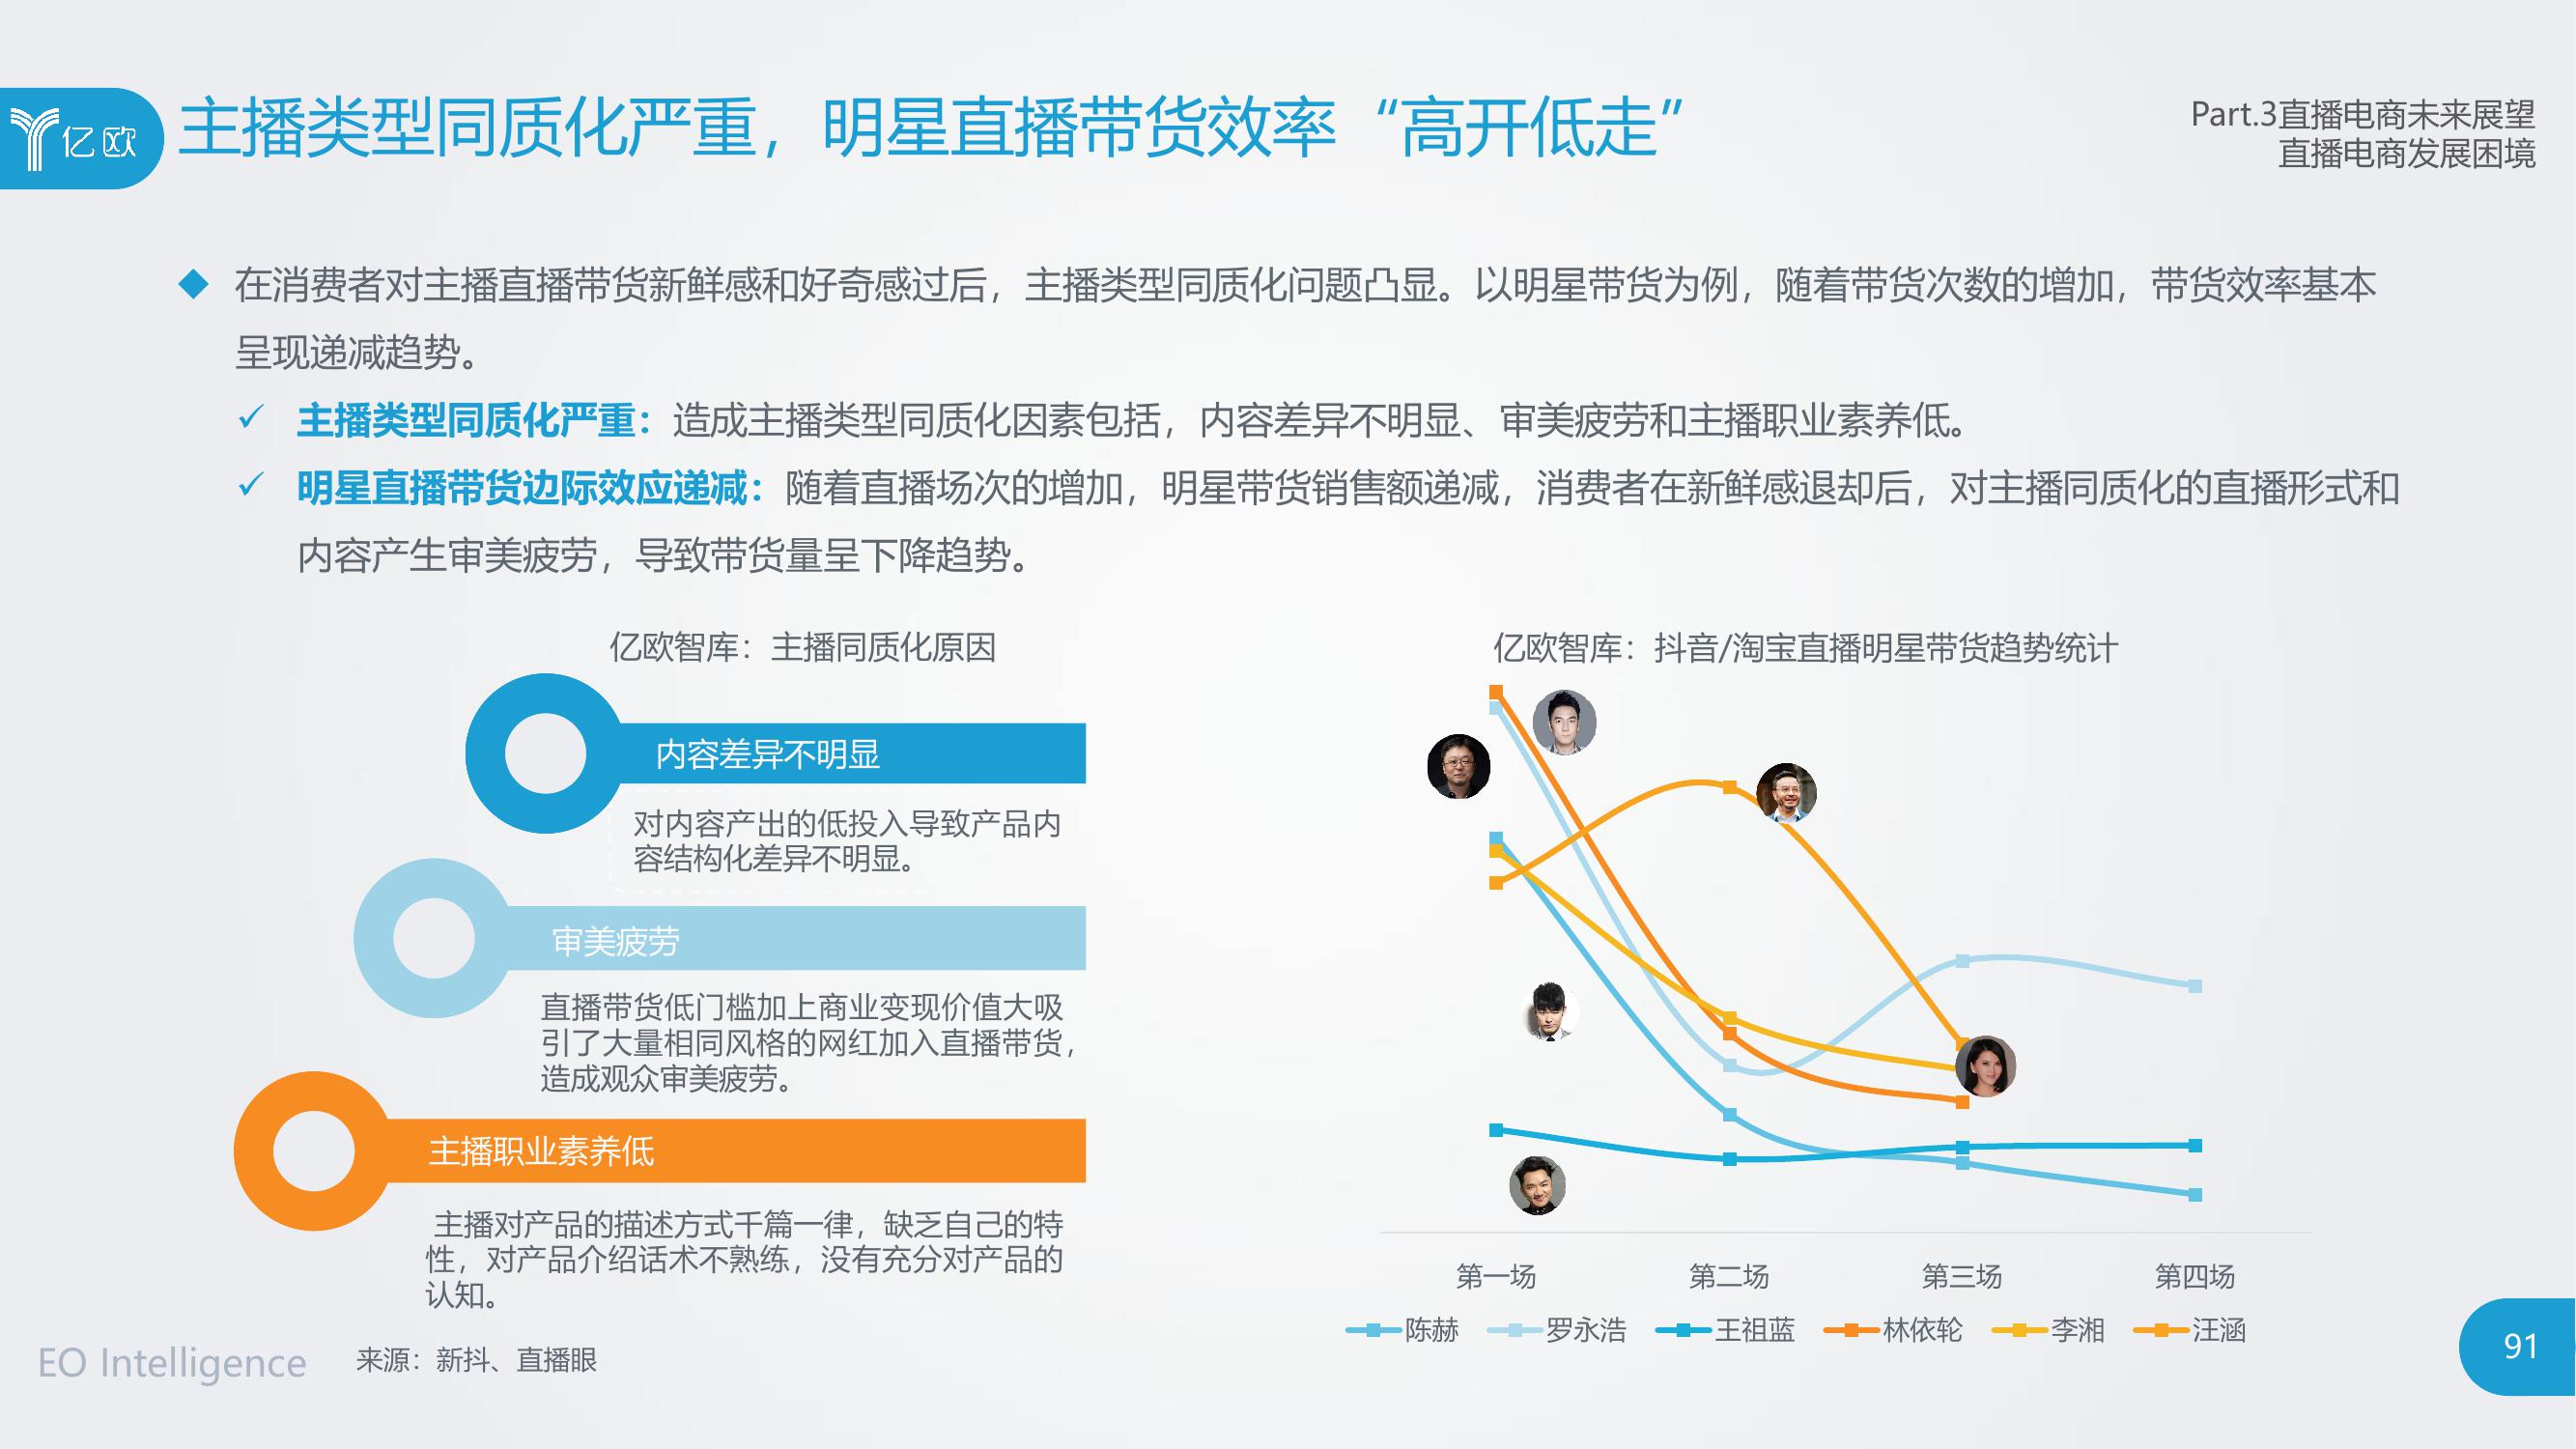 亿欧
主播类型同质化严重，明星直播带货效率“高开低走”
Part.3直播电商未来展望
直播电商发展困境
在消费者对主播直播带货新鲜感和好奇感过后，主播类型同质化问题凸显。以明星带货为例，随着带货次数的增加，带货效率基本
呈现递减趋势。
主播类型同质化严重：造成主播类型同质化因素包括，内容差异不明显、审美疲劳和主播职业素养低。
明星直播带货边际效应递减：随着直播场次的增加，明星带货销售额递减，消费者在新鲜感退却后，对主播同质化的直播形式和
内容产生审美疲劳，导致带货量呈下降趋势。
亿欧智库：主播同质化原因
内容差异不明显
对内容产出的低投入导致产品内
容结构化差异不明显。
审美疲劳
直播带货低门槛加上商业变现价值大吸
引了大量相同风格的网红加入直播带货，
造成观众审美疲劳。
主播职业素养低
主播对产品的描述方式千篇一律，缺乏自己的特
性，对产品介绍话术不熟练，没有充分对产品的
认知。
亿欧智库：抖音/淘宝直播明星带货趋势统计
第一场 第二场 第三场 第四场
陈赫 罗永浩 王祖蓝 林依轮 李湘 汪涵
EO Intelligence
来源：新抖、直播眼
91